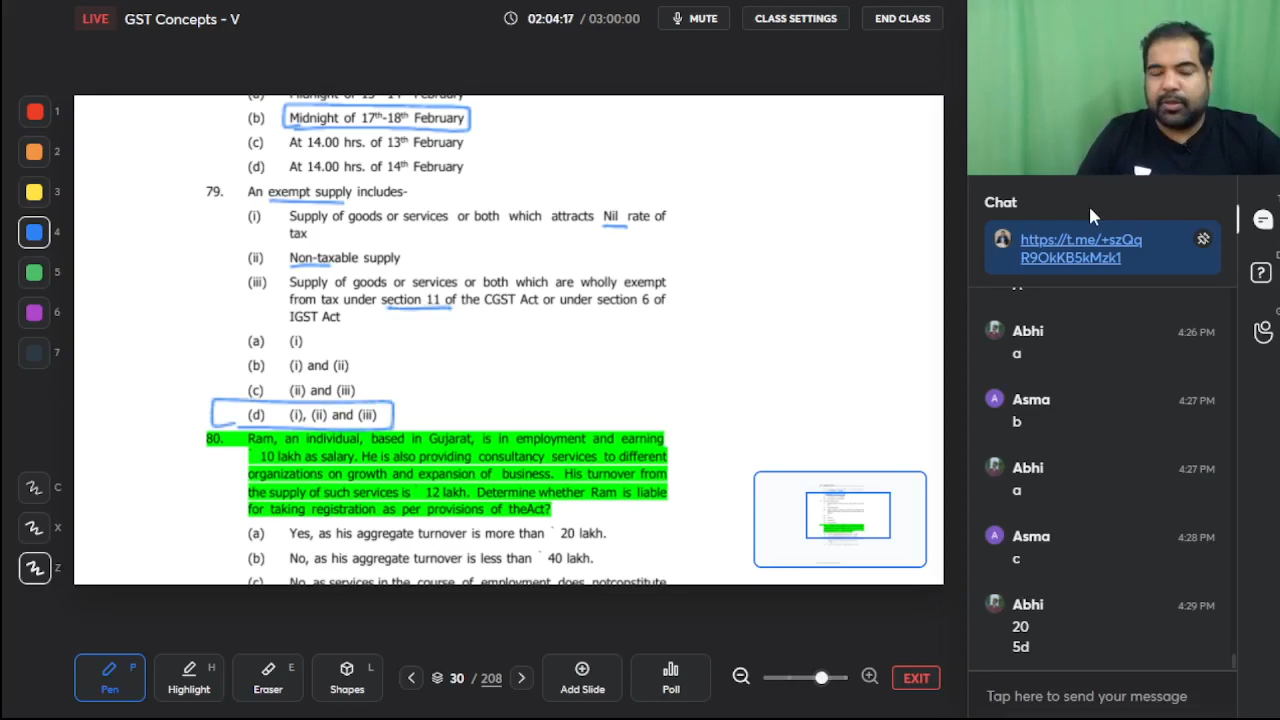 LIVE GST Concepts - V 02:04:17 / 03:00:00 MUTE CLASS SETTINGS END CLASS
1
2
3
4
5
6
7
C
X
Z
(b) Midnight of 17th-18th February
(c) At 14.00 hrs. of 13th February
(d) At 14.00 hrs. of 14th February
79. An exempt supply includes-
(i) Supply of goods or services or both which attracts Nil rate of
tax
(ii) Non-taxable supply
(iii) Supply of goods or services or both which are wholly exempt
from tax under section 11 of the CGST Act or under section 6 of
IGST Act
(a) (i)
(b) (i) and (ii)
(c) (ii) and (iii)
(d) (i), (ii) and (iii)
80. Ram, an individual, based in Gujarat, is in employment and earning
` 10 lakh as salary. He is also providing consultancy services to different
organizations on growth and expansion of business. His turnover from
the supply of such services is ` 12 lakh. Determine whether Ram is liable
for taking registration as per provisions of theAct?
(a) Yes, as his aggregate turnover is more than ` 20 lakh.
(b) No, as his aggregate turnover is less than ` 40 lakh.
(c) No, as services in the course of employment does notconstitute
Chat
https://t.me/+szQq
R9OkKB5kMzk1
Abhi 4:26 PM
a
Asma 4:27 PM
b
Abhi 4:27 PM
a
Asma 4:28 PM
c
Abhi 4:29 PM
20
5d
Tap here to send your message
P H E L
Pen Highlight Eraser Shapes 30 / 208 Add Slide Poll EXIT